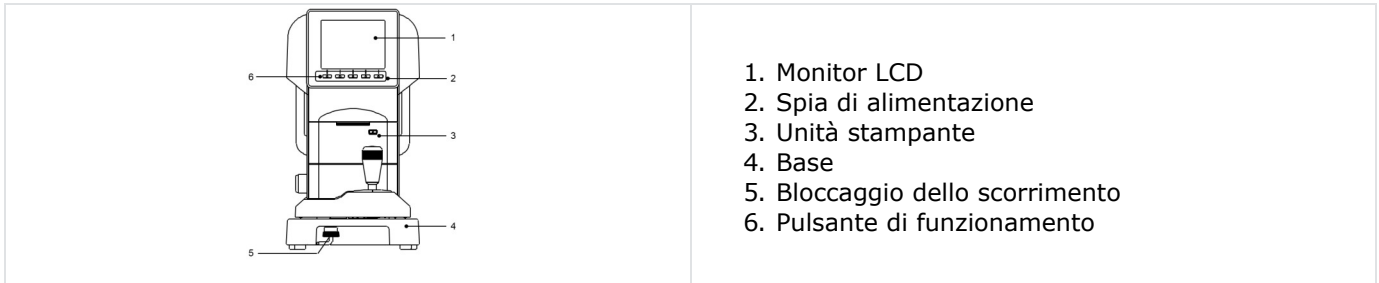 1
6
2
3
4
5
1. Monitor LCD
2. Spia di alimentazione
3. Unità stampante
4. Base
5. Bloccaggio dello scorrimento
6. Pulsante di funzionamento